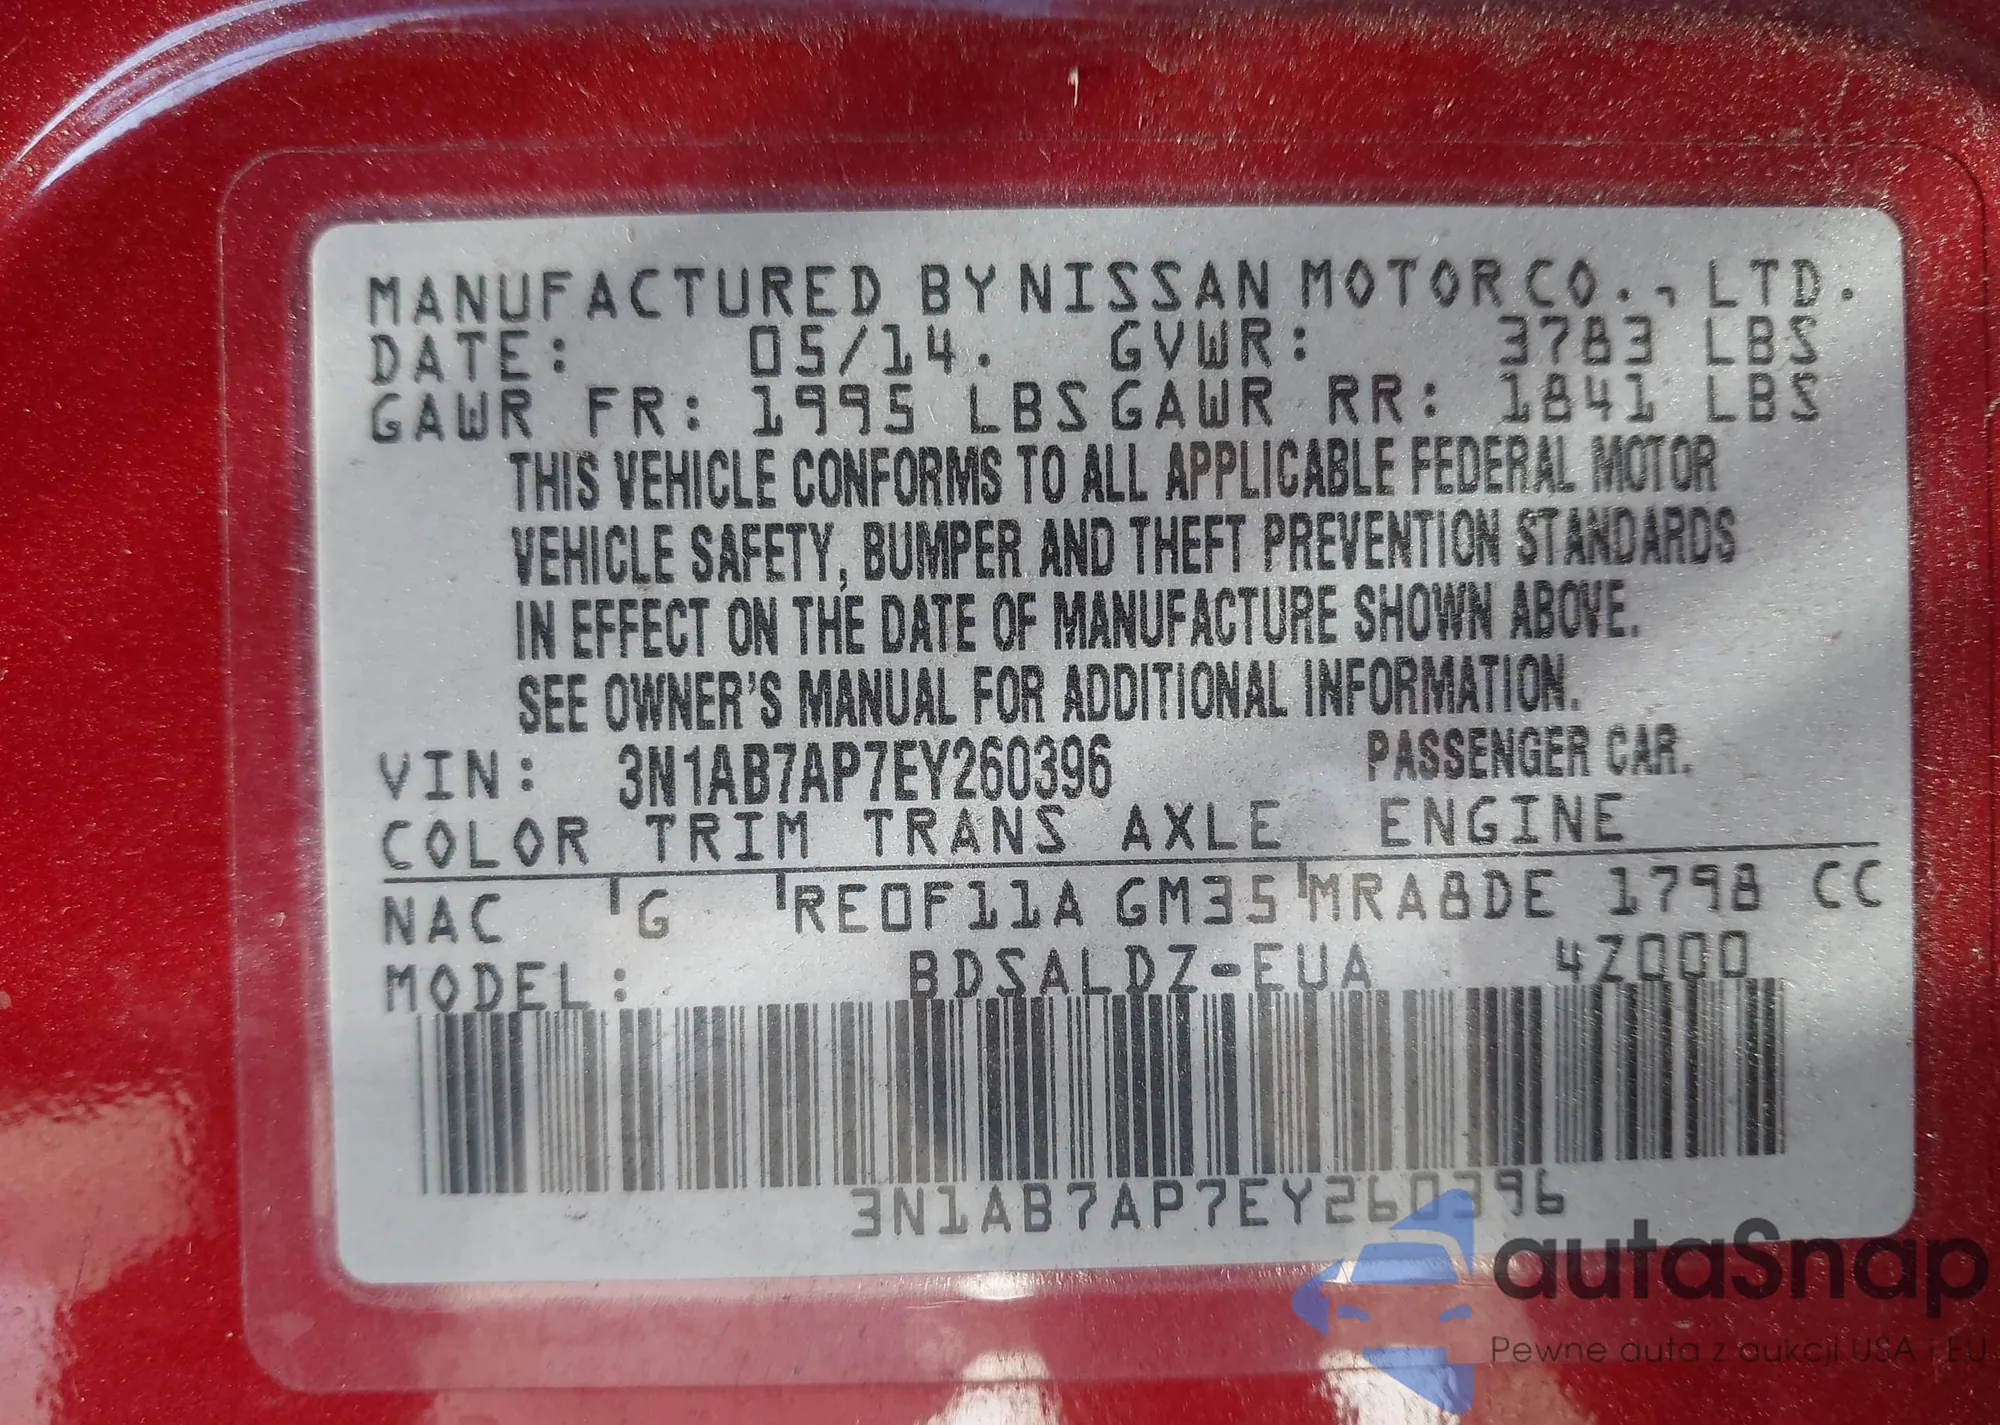 MANUFACTURED BY NISSAN MOTOR CO., LTD.
DATE: 05/14. GVWR: 3783 LBS
GAWR FR: 1995 LBS GAWR RR: 1841 LBS
THIS VEHICLE CONFORMS TO ALL APPLICABLE FEDERAL MOTOR
VEHICLE SAFETY, BUMPER AND THEFT PREVENTION STANDARDS
IN EFFECT ON THE DATE OF MANUFACTURE SHOWN ABOVE.
SEE OWNER'S MANUAL FOR ADDITIONAL INFORMATION.
VIN: 3N1AB7AP7EY260396 PASSENGER CAR.
COLOR TRIM TRANS AXLE ENGINE
NAC G RE0F11A GM35 MRA8DE 1798 CC
MODEL: BDSALDZ-EUA 4Z000
3N1AB7AP7EY260396
autaSnap
Pewne auta z aukcji USA i EU